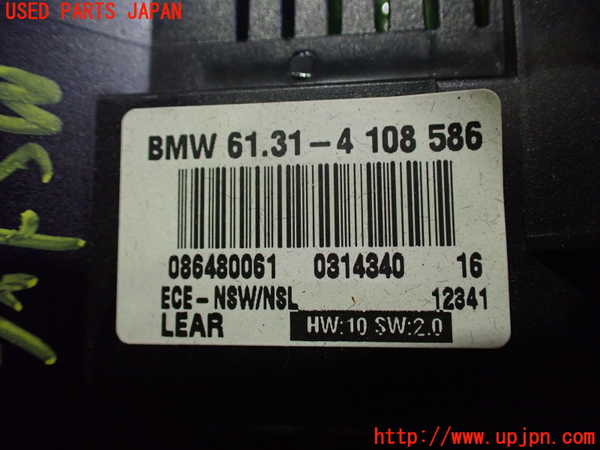 USED PARTS JAPAN
BMW 61.31-4 108 586
086480061 0314340 16
ECE-NSW/NSL 12341
LEAR HW:10 SW:2.0
http://www.upjpn.com/